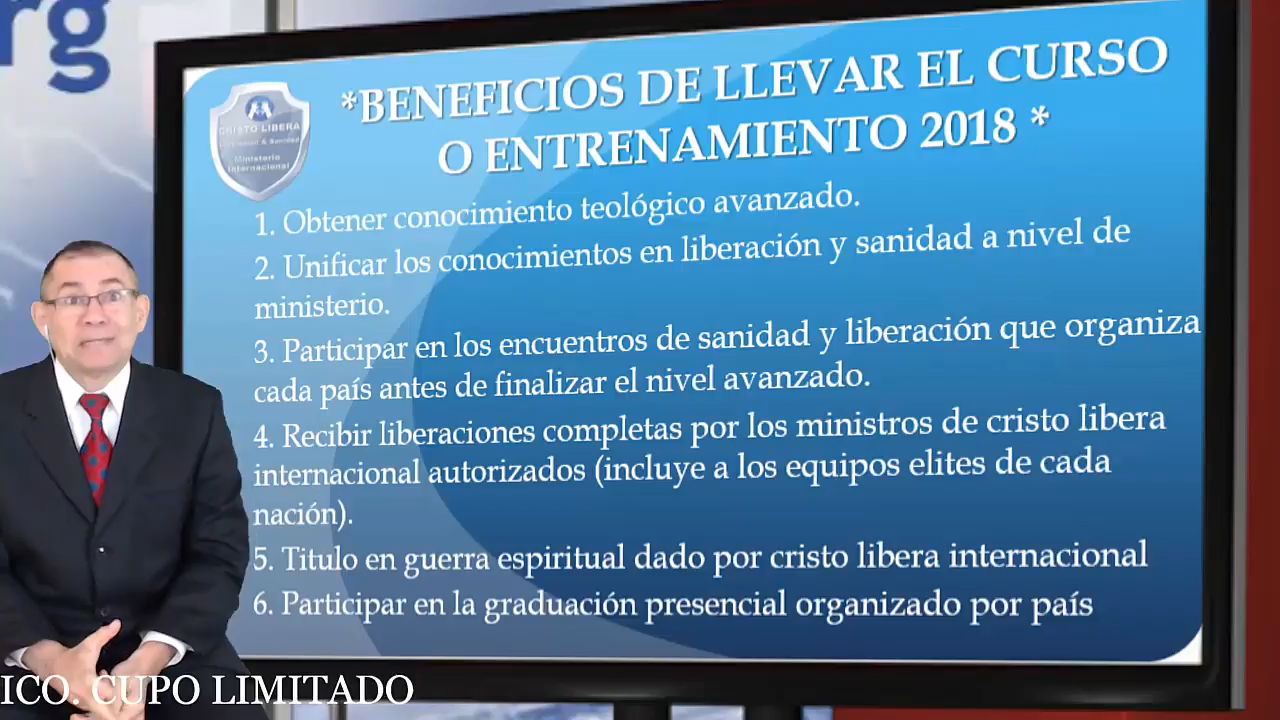 rg
*BENEFICIOS DE LLEVAR EL CURSO
O ENTRENAMIENTO 2018 *
CRISTO LIBERA
Liberación & Sanidad
Ministerio
Internacional
1. Obtener conocimiento teológico avanzado.
2. Unificar los conocimientos en liberación y sanidad a nivel de
ministerio.
3. Participar en los encuentros de sanidad y liberación que organiza
cada país antes de finalizar el nivel avanzado.
4. Recibir liberaciones completas por los ministros de cristo libera
internacional autorizados (incluye a los equipos elites de cada
nación).
5. Titulo en guerra espiritual dado por cristo libera internacional
6. Participar en la graduación presencial organizado por país
ICO. CUPO LIMITADO